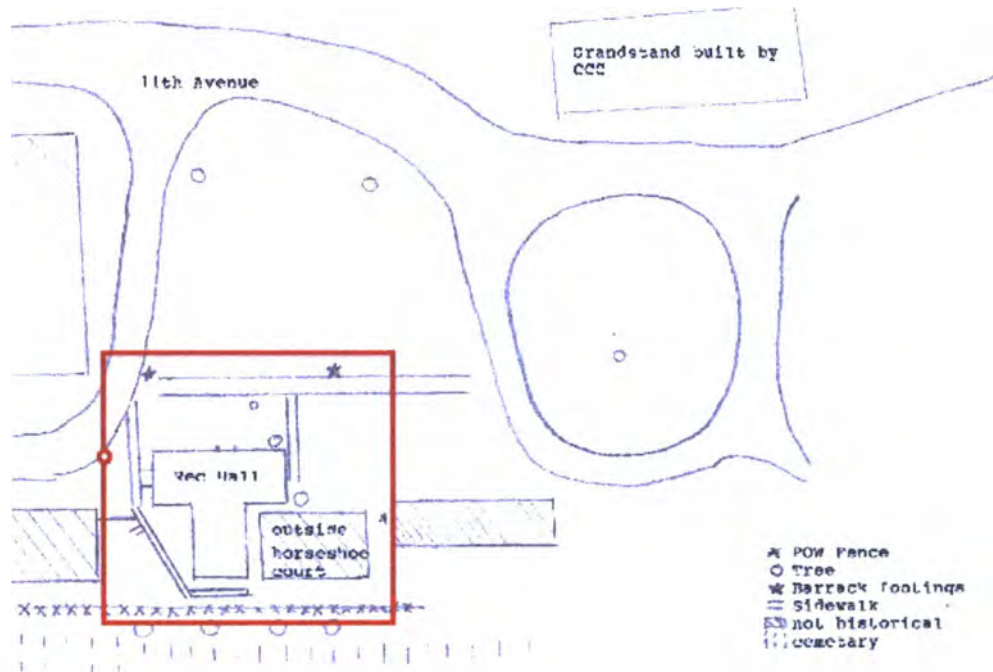 Grandstand built by
CCC
11th Avenue
Rec Hall
outside
horseshoe
court
POW Fence
Tree
Barrack footings
Sidewalk
not historical
cemetary